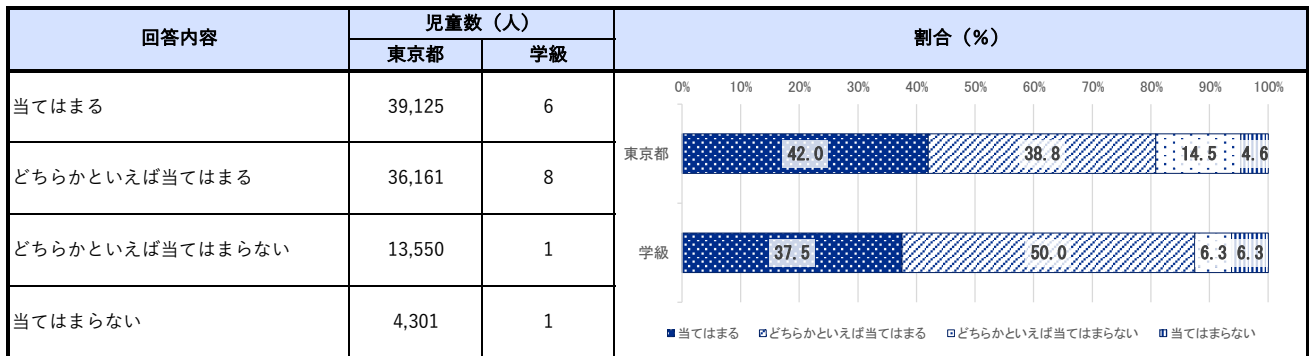 回答内容 児童数（人） 割合（%）
東京都 学級
当てはまる 39,125 6
どちらかといえば当てはまる 36,161 8
どちらかといえば当てはまらない 13,550 1
当てはまらない 4,301 1
0% 10% 20% 30% 40% 50% 60% 70% 80% 90% 100%
東京都 42.0 38.8 14.5 4.6
学級 37.5 50.0 6.3 6.3
当てはまる どちらかといえば当てはまる どちらかといえば当てはまらない 当てはまらない